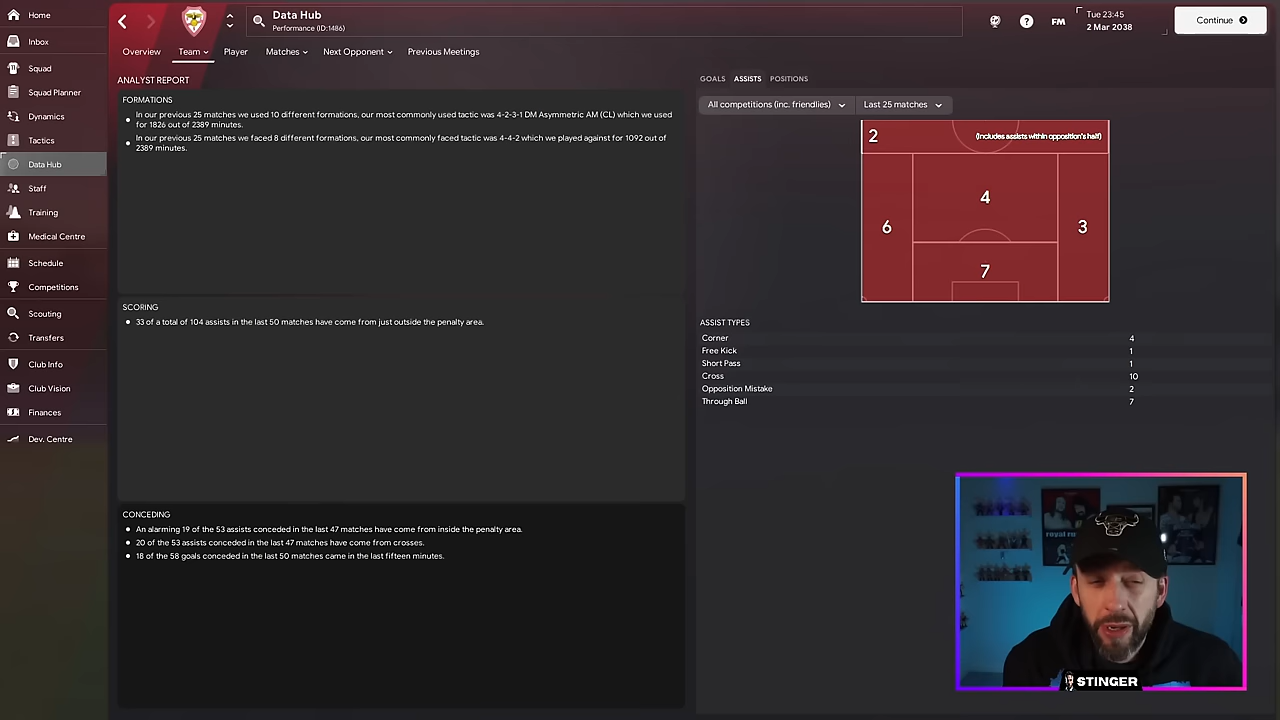 Home
Inbox
Squad
Squad Planner
Dynamics
Tactics
Data Hub
Staff
Training
Medical Centre
Schedule
Competitions
Scouting
Transfers
Club Info
Club Vision
Finances
Dev. Centre
Data Hub
Performance (ID:1486)
FM
Tue 23:45
2 Mar 2038
Continue
Overview
Team
Player
Matches
Next Opponent
Previous Meetings
ANALYST REPORT
FORMATIONS
In our previous 25 matches we used 10 different formations, our most commonly used tactic was 4-2-3-1 DM Asymmetric AM (CL) which we used
for 1826 out of 2389 minutes.
In our previous 25 matches we faced 8 different formations, our most commonly faced tactic was 4-4-2 which we played against for 1092 out of
2389 minutes.
SCORING
33 of a total of 104 assists in the last 50 matches have come from just outside the penalty area.
CONCEDING
An alarming 19 of the 53 assists conceded in the last 47 matches have come from inside the penalty area.
20 of the 53 assists conceded in the last 47 matches have come from crosses.
18 of the 58 goals conceded in the last 50 matches came in the last fifteen minutes.
GOALS ASSISTS POSITIONS
All competitions (inc. friendlies) Last 25 matches
2 (Includes assists within opposition's half)
4
6 3
7
ASSIST TYPES
Corner 4
Free Kick 1
Short Pass 1
Cross 10
Opposition Mistake 2
Through Ball 7
STINGER